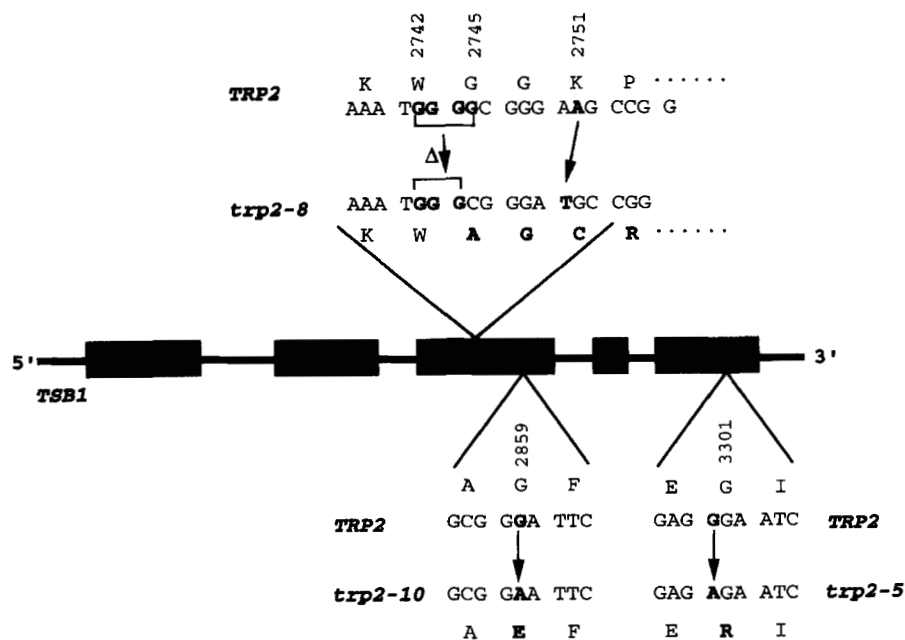 2742 2745 2751
K W G G K P ······
TRP2 AAA TGG GGC GGG AAG CCG G
Δ
trp2-8 AAA TGG GCG GGA TGC CGG
K W A G C R ······
5' 3'
TSB1
2859 3301
A G F E G I
TRP2 GCG GGA TTC GAG GGA ATC TRP2
trp2-10 GCG GAA TTC GAG AGA ATC trp2-5
A E F E R I